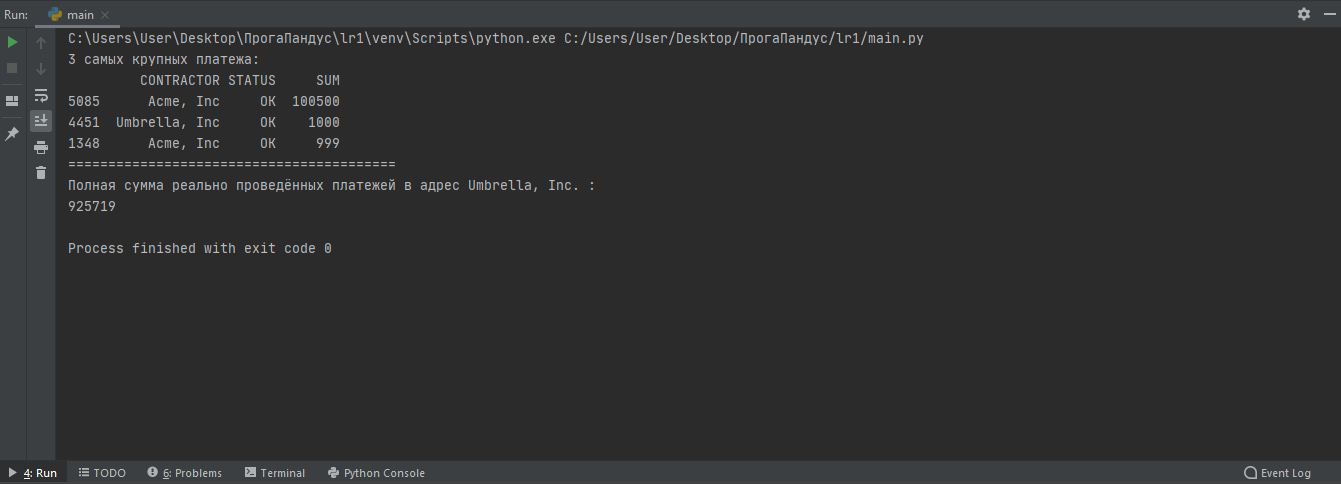 Run: main
C:\Users\User\Desktop\ПрогаПандус\lr1\venv\Scripts\python.exe C:/Users/User/Desktop/ПрогаПандус/lr1/main.py
3 самых крупных платежа:
CONTRACTOR STATUS SUM
5085 Acme, Inc OK 100500
4451 Umbrella, Inc OK 1000
1348 Acme, Inc OK 999
=========================================
Полная сумма реально проведённых платежей в адрес Umbrella, Inc. :
925719
Process finished with exit code 0
4: Run TODO 6: Problems Terminal Python Console Event Log